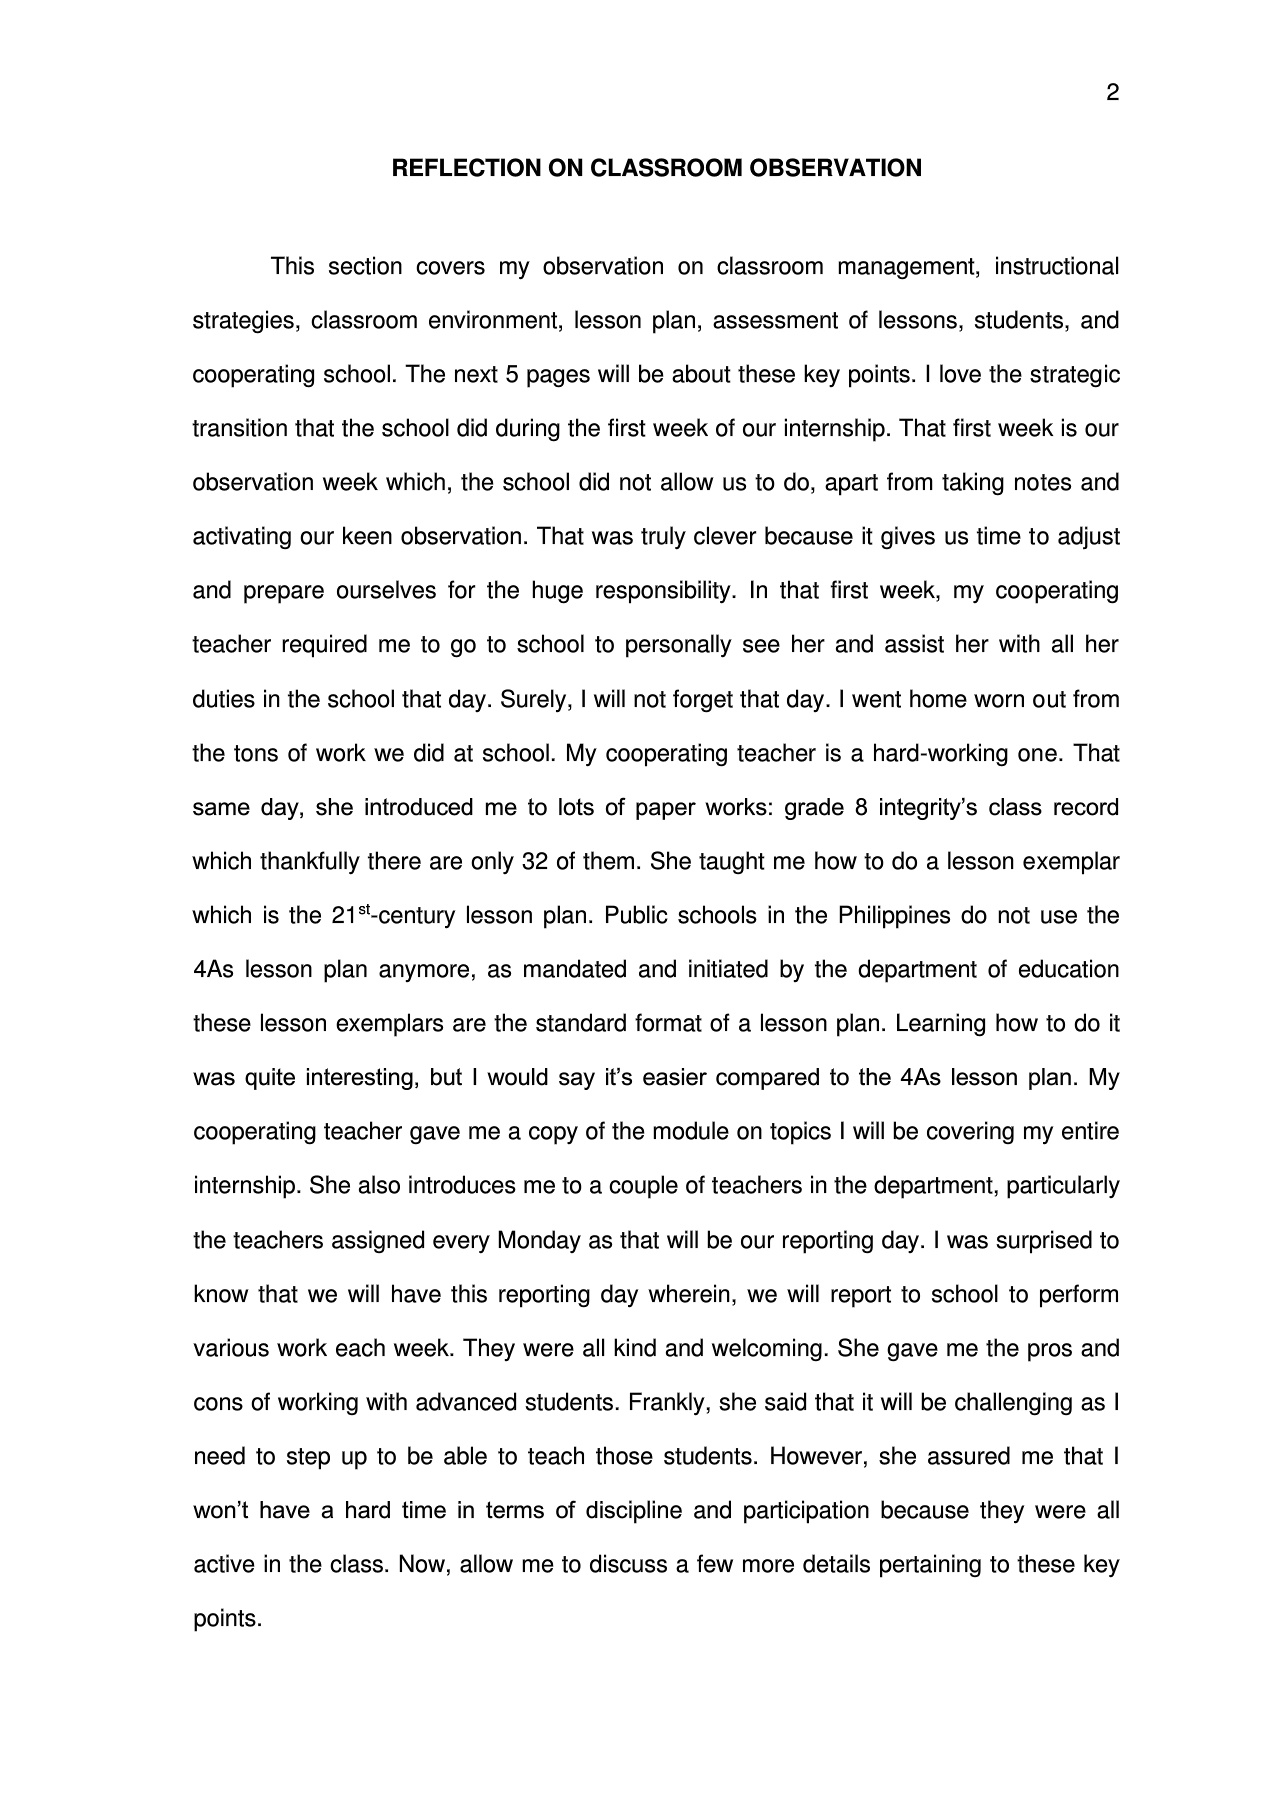 2
REFLECTION ON CLASSROOM OBSERVATION
This section covers my observation on classroom management, instructional
strategies, classroom environment, lesson plan, assessment of lessons, students, and
cooperating school. The next 5 pages will be about these key points. I love the strategic
transition that the school did during the first week of our internship. That first week is our
observation week which, the school did not allow us to do, apart from taking notes and
activating our keen observation. That was truly clever because it gives us time to adjust
and prepare ourselves for the huge responsibility. In that first week, my cooperating
teacher required me to go to school to personally see her and assist her with all her
duties in the school that day. Surely, I will not forget that day. I went home worn out from
the tons of work we did at school. My cooperating teacher is a hard-working one. That
same day, she introduced me to lots of paper works: grade 8 integrity’s class record
which thankfully there are only 32 of them. She taught me how to do a lesson exemplar
which is the 21st-century lesson plan. Public schools in the Philippines do not use the
4As lesson plan anymore, as mandated and initiated by the department of education
these lesson exemplars are the standard format of a lesson plan. Learning how to do it
was quite interesting, but I would say it’s easier compared to the 4As lesson plan. My
cooperating teacher gave me a copy of the module on topics I will be covering my entire
internship. She also introduces me to a couple of teachers in the department, particularly
the teachers assigned every Monday as that will be our reporting day. I was surprised to
know that we will have this reporting day wherein, we will report to school to perform
various work each week. They were all kind and welcoming. She gave me the pros and
cons of working with advanced students. Frankly, she said that it will be challenging as I
need to step up to be able to teach those students. However, she assured me that I
won’t have a hard time in terms of discipline and participation because they were all
active in the class. Now, allow me to discuss a few more details pertaining to these key
points.